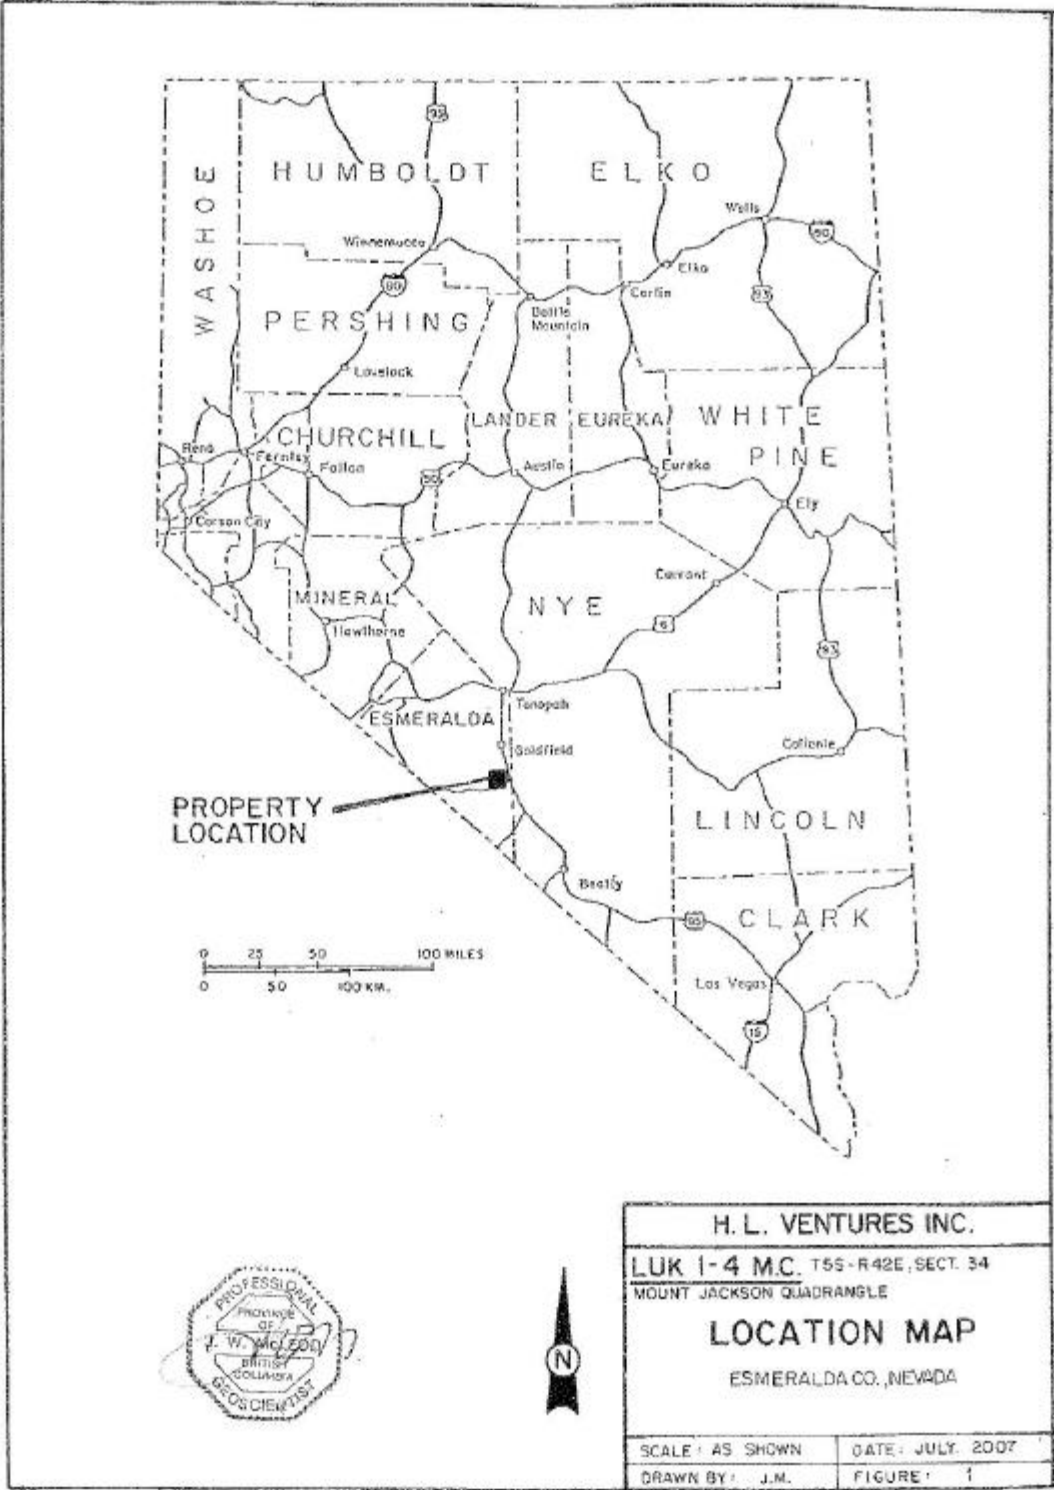 95
HUMBOLDT
ELKO
WASHOE
Wells
80
Winnemucca
Elko
80
Carlin
93
Battle
Mountain
PERSHING
Lovelock
LANDER
EUREKA
WHITE
PINE
CHURCHILL
Reno
Fernley
Fallon
50
Austin
Eureka
Ely
Carson City
Currant
MINERAL
NYE
6
Hawthorne
93
Tonopah
ESMERALDA
Goldfield
Caliente
PROPERTY
LOCATION
LINCOLN
Beatty
95
CLARK
0 25 50 100 MILES
0 50 100 KM.
Las Vegas
15
H. L. VENTURES INC.
LUK 1-4 M.C. T5S-R42E, SECT. 34
MOUNT JACKSON QUADRANGLE
LOCATION MAP
ESMERALDA CO., NEVADA
SCALE: AS SHOWN
DATE: JULY. 2007
DRAWN BY: J.M.
FIGURE: 1
N
PROFESSIONAL
PROVINCE
OF
J. W. McLEOD
BRITISH
COLUMBIA
GEOSCIENTIST